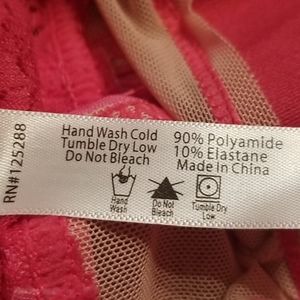 RN#125288
Hand Wash Cold
Tumble Dry Low
Do Not Bleach
90% Polyamide
10% Elastane
Made In China
Hand
Wash
Do Not
Bleach
Tumble Dry
Low